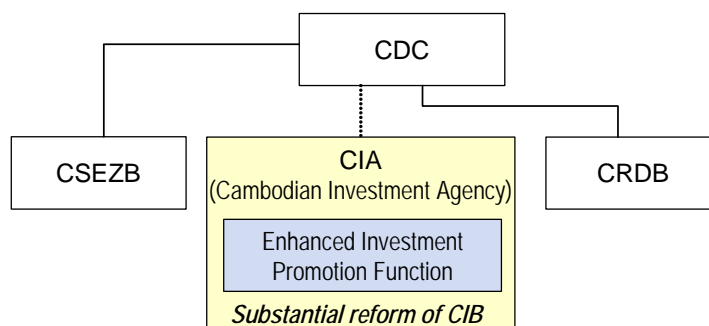 CDC
CSEZB
CIA
(Cambodian Investment Agency)
Enhanced Investment
Promotion Function
Substantial reform of CIB
CRDB